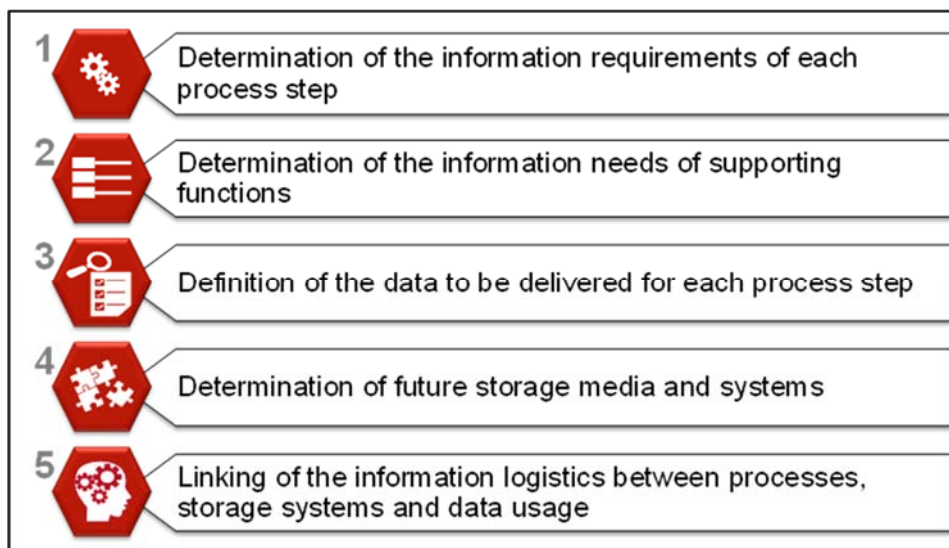 1
Determination of the information requirements of each
process step
2
Determination of the information needs of supporting
functions
3
Definition of the data to be delivered for each process step
4
Determination of future storage media and systems
5
Linking of the information logistics between processes,
storage systems and data usage